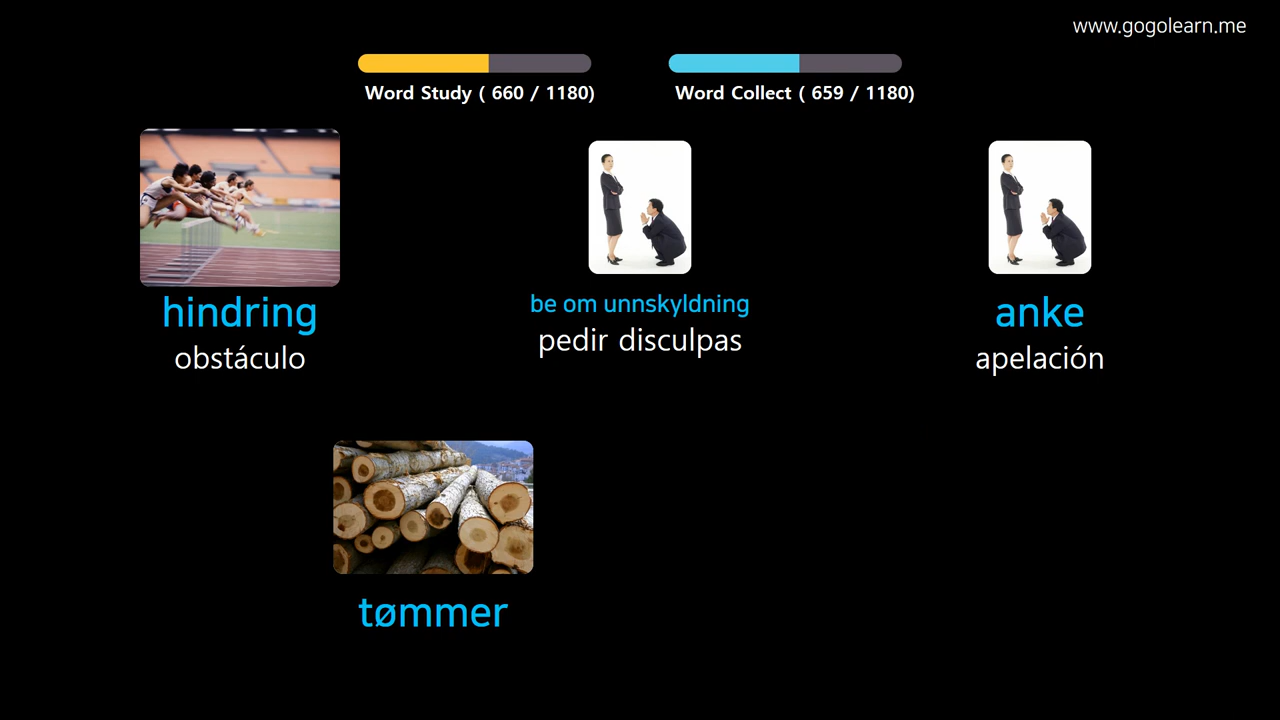 www.gogolearn.me
Word Study ( 660 / 1180)
Word Collect ( 659 / 1180)
hindring
obstáculo
be om unnskyldning
pedir disculpas
anke
apelación
tømmer